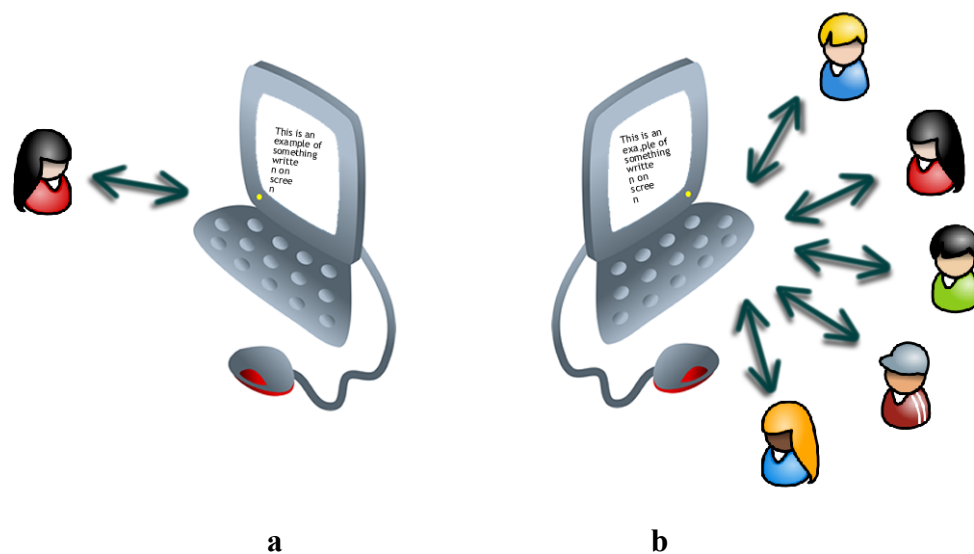 This is an
example of
something
writte
n on
scree
n
This is an
exa,ple of
something
writte
n on
scree
n
a
b